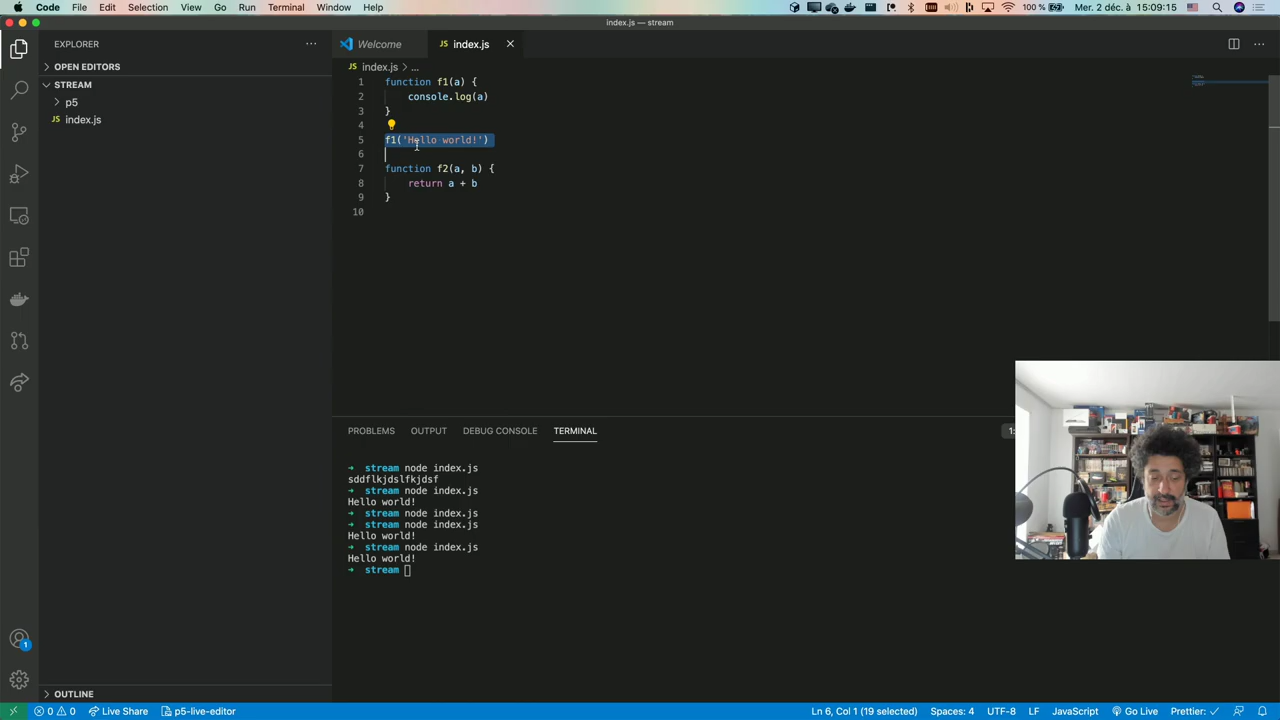 Code File Edit Selection View Go Run Terminal Window Help 100 % Mer. 2 déc. à 15:09:15
index.js — stream
EXPLORER
Welcome
JS index.js
OPEN EDITORS
JS index.js > ...
STREAM
p5
JS index.js
1 function f1(a) {
2 console.log(a)
3 }
4
5 f1('Hello world!')
6
7 function f2(a, b) {
8 return a + b
9 }
10
PROBLEMS OUTPUT DEBUG CONSOLE TERMINAL 1:
➜ stream node index.js
sddflkjdslfkjdsf
➜ stream node index.js
Hello world!
➜ stream node index.js
➜ stream node index.js
Hello world!
➜ stream node index.js
Hello world!
➜ stream
1
OUTLINE
0 0 Live Share p5-live-editor Ln 6, Col 1 (19 selected) Spaces: 4 UTF-8 LF JavaScript Go Live Prettier: ✓